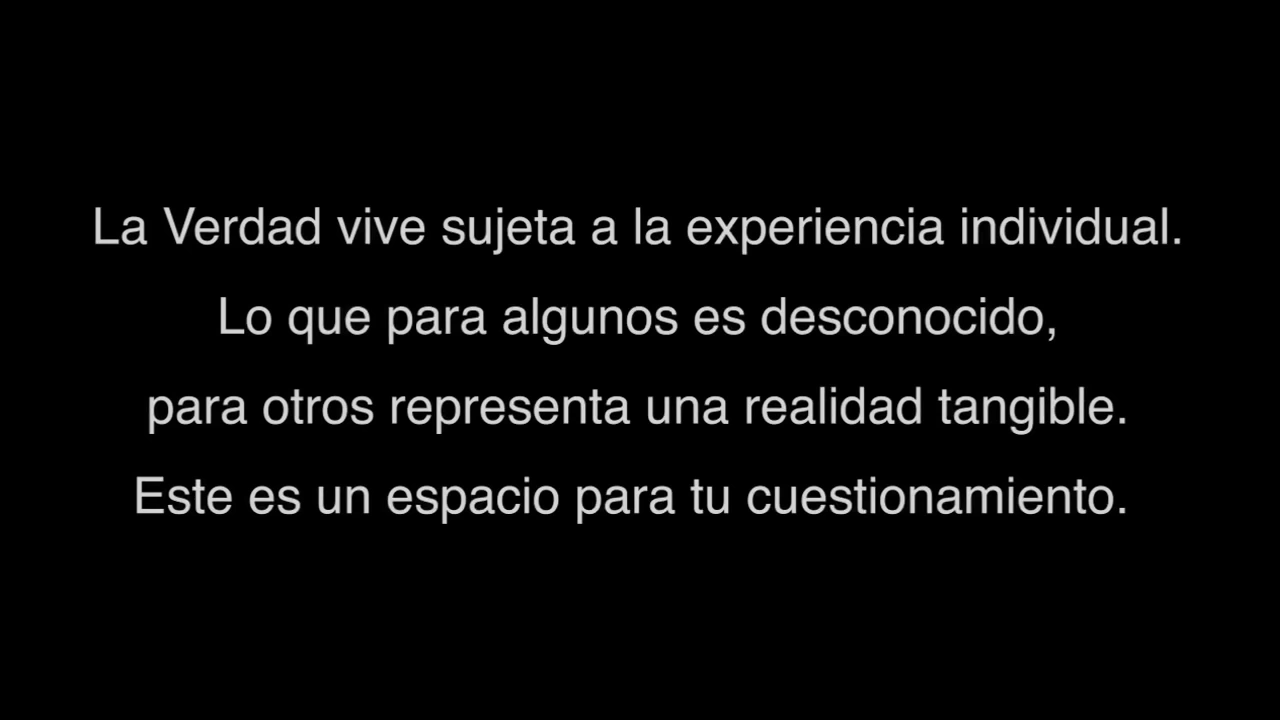 La Verdad vive sujeta a la experiencia individual.
Lo que para algunos es desconocido,
para otros representa una realidad tangible.
Este es un espacio para tu cuestionamiento.